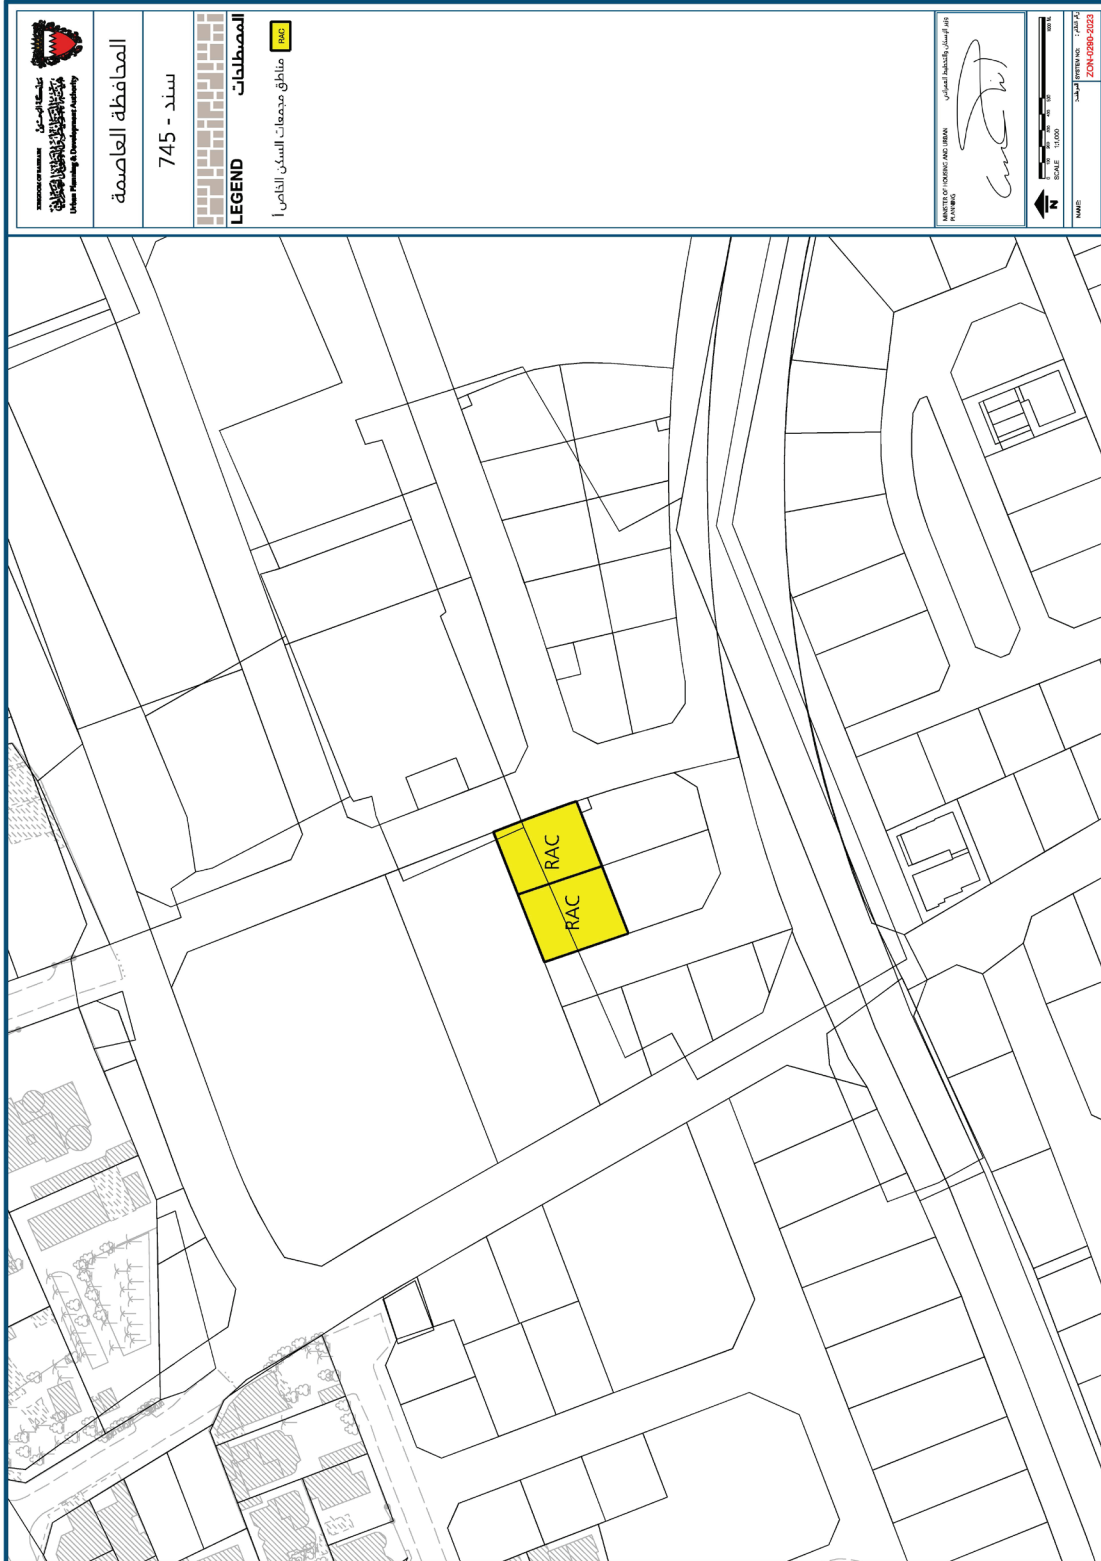 KINGDOM OF BAHRAIN
Urban Planning & Development Authority
المحافظة العاصمة
سند - 745
LEGEND المصطلحات
RAC مناطق مجمعات السكن الخاص أ
MINISTER OF HOUSING AND URBAN PLANNING
وزير الإسكان والتخطيط العمراني
N
SCALE 1:1,000
NAME:
SYSTEM NO:
ZON-0290-2023
RAC
RAC